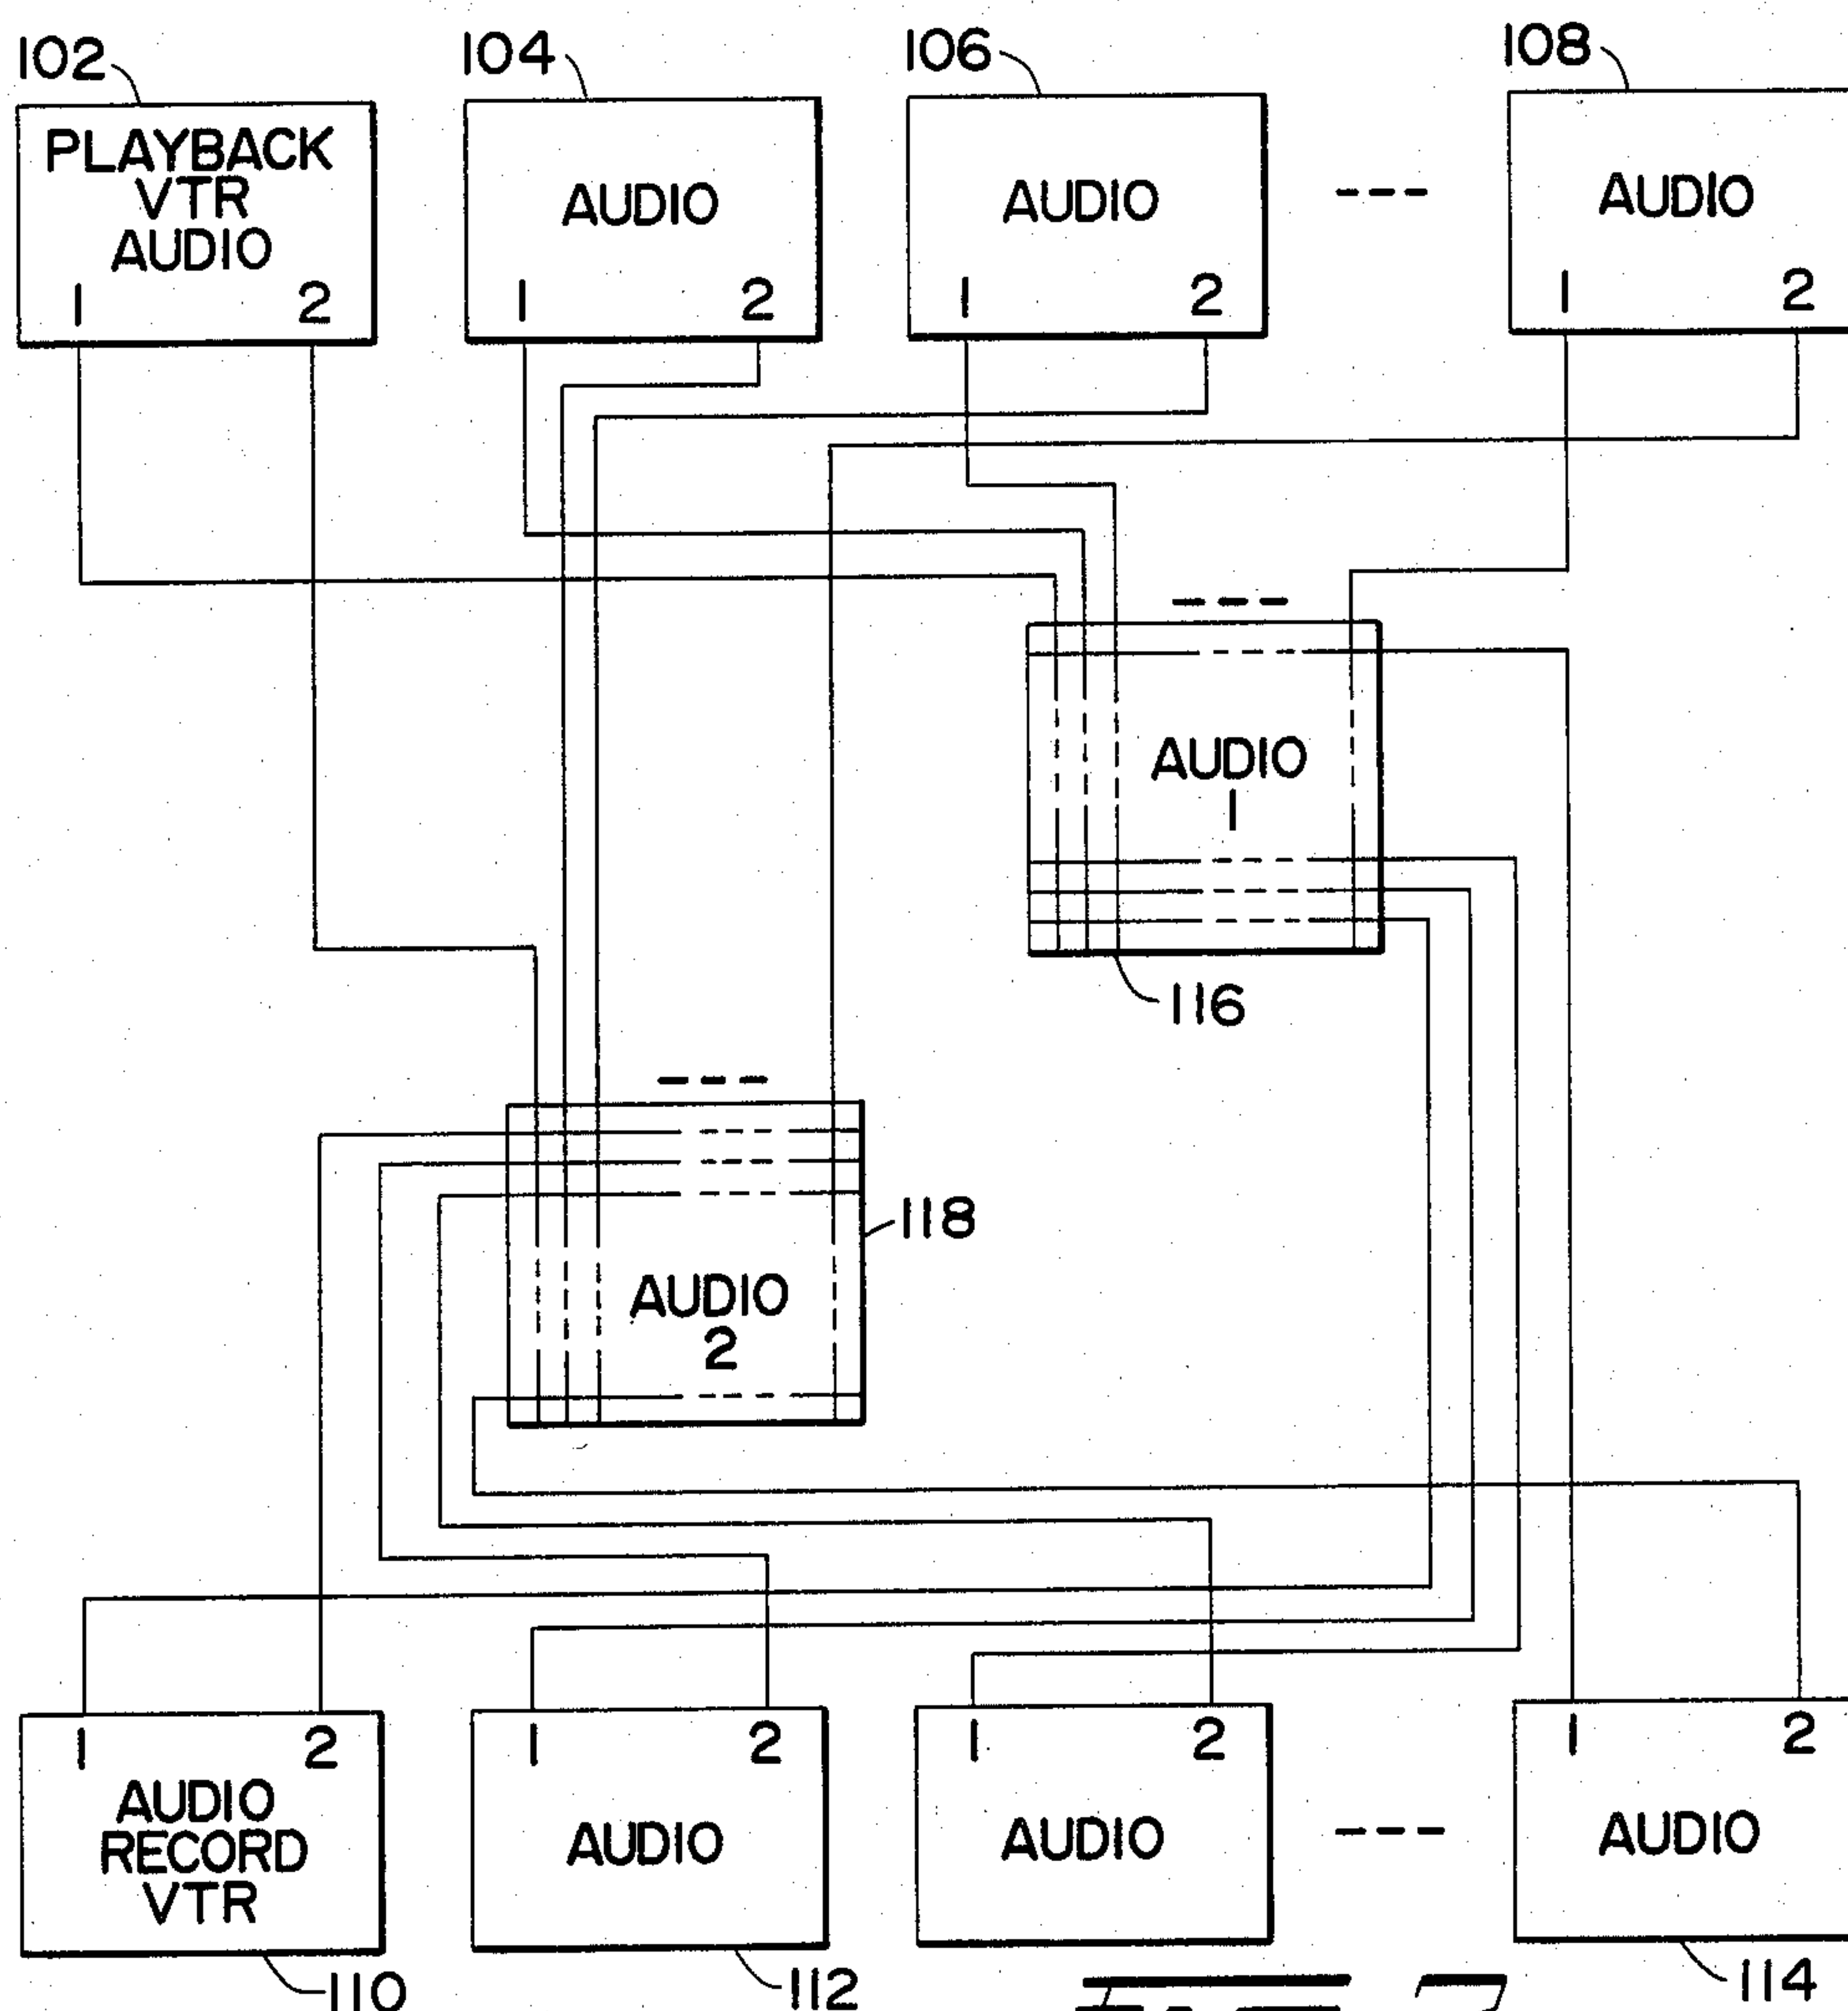 102
104
106
108
PLAYBACK
VTR
AUDIO
1 2
AUDIO
1 2
AUDIO
1 2
---
AUDIO
1 2
---
AUDIO
1
116
---
118
AUDIO
2
1 2
AUDIO
RECORD
VTR
1 2
AUDIO
1 2
AUDIO
---
1 2
AUDIO
110
112
114